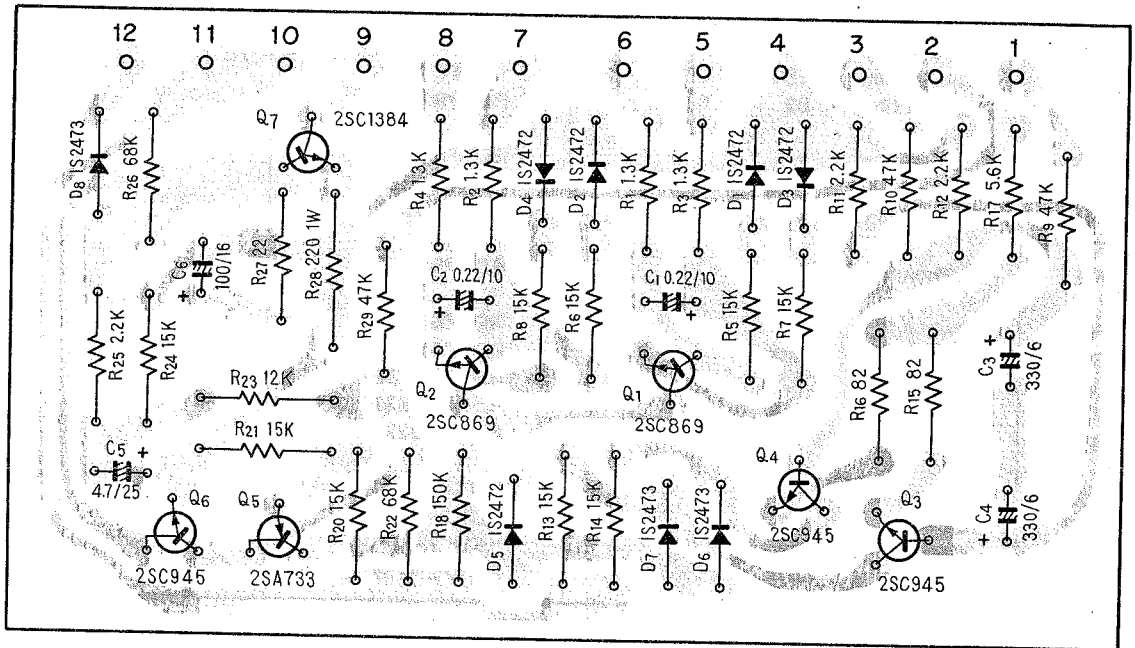 12 11 10 9 8 7 6 5 4 3 2 1
Q7 2SC1384
D8 IS2473
R26 68K
R4 1.3K
R2 1.3K
D4 IS2472
D2 IS2472
R1 1.3K
R3 1.3K
D1 IS2472
D3 IS2472
R11 2.2K
R10 47K
R12 2.2K
R17 5.6K
R9 47K
C6 100/16
+
R27 22
R28 220 1W
R29 47K
C2 0.22/10
+
R8 15K
R6 15K
C1 0.22/10
+
R5 15K
R7 15K
R25 2.2K
R24 15K
R23 12K
Q2
2SC869
Q1
2SC869
R16 82
R15 82
C3 330/6
+
R21 15K
C5 +
4.7/25
Q6
2SC945
Q5
2SA733
R20 15K
R22 68K
R18 150K
D5 IS2472
R13 15K
R14 15K
D7 IS2473
D6 IS2473
Q4
2SC945
Q3
2SC945
C4 330/6
+